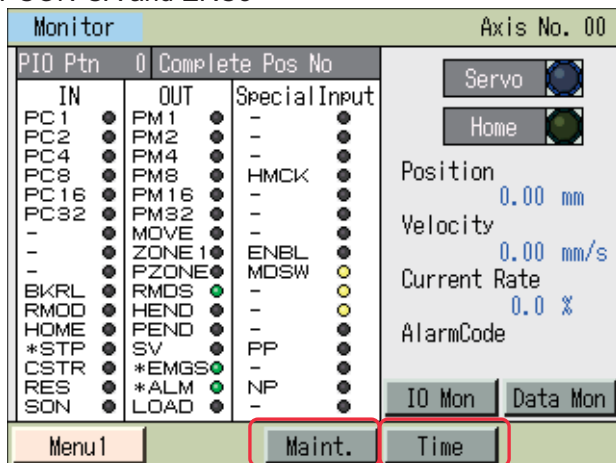 Monitor
Axis No. 00
PIO Ptn 0 Complete Pos No
IN OUT Special Input
PC1 PM1 -
PC2 PM2 -
PC4 PM4 -
PC8 PM8 HMCK
PC16 PM16 -
PC32 PM32 -
- MOVE -
- ZONE1 ENBL
- PZONE MDSW
BKRL RMDS -
RMOD HEND -
HOME PEND -
*STP SV PP
CSTR *EMGS -
RES *ALM NP
SON LOAD -
Servo
Home
Position
0.00 mm
Velocity
0.00 mm/s
Current Rate
0.0 %
AlarmCode
IO Mon Data Mon
Menu1 Maint. Time